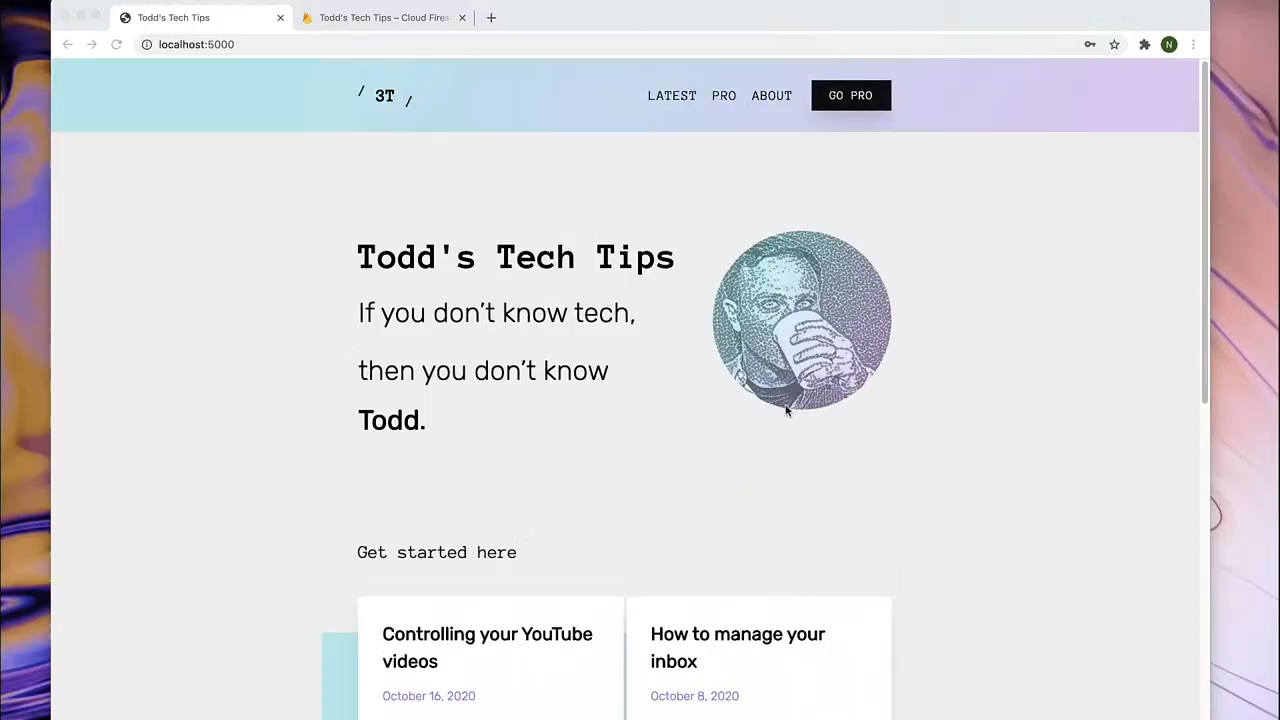 Todd's Tech Tips
Todd's Tech Tips – Cloud Fires
localhost:5000
N
/ 3T /
LATEST PRO ABOUT GO PRO
Todd's Tech Tips
If you don’t know tech,
then you don’t know
Todd.
Get started here
Controlling your YouTube
videos
October 16, 2020
How to manage your
inbox
October 8, 2020